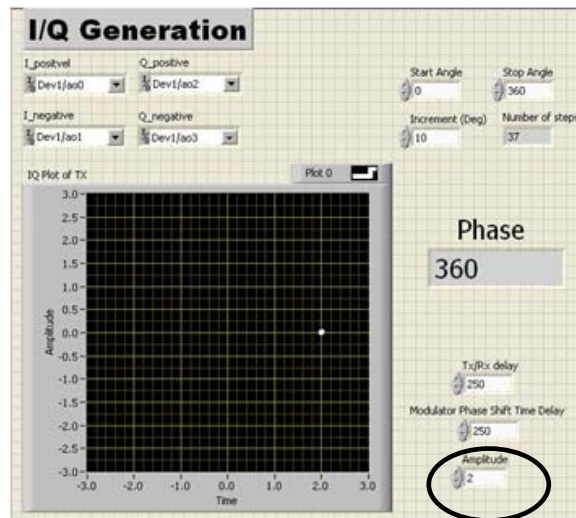 I/Q Generation
I_positvel Q_positive
Dev1/ao0 Dev1/ao2
I_negative Q_negative
Dev1/ao1 Dev1/ao3
Start Angle Stop Angle
0 360
Increment (Deg) Number of steps
10 37
IQ Plot of TX Plot 0
3.0
2.5
2.0
1.5
1.0
0.5
0.0
-0.5
-1.0
-1.5
-2.0
-2.5
-3.0
Amplitude
-3.0 -2.0 -1.0 0.0 1.0 2.0 3.0
Time
Phase
360
Tx/Rx delay
250
Modulator Phase Shift Time Delay
250
Amplitude
2